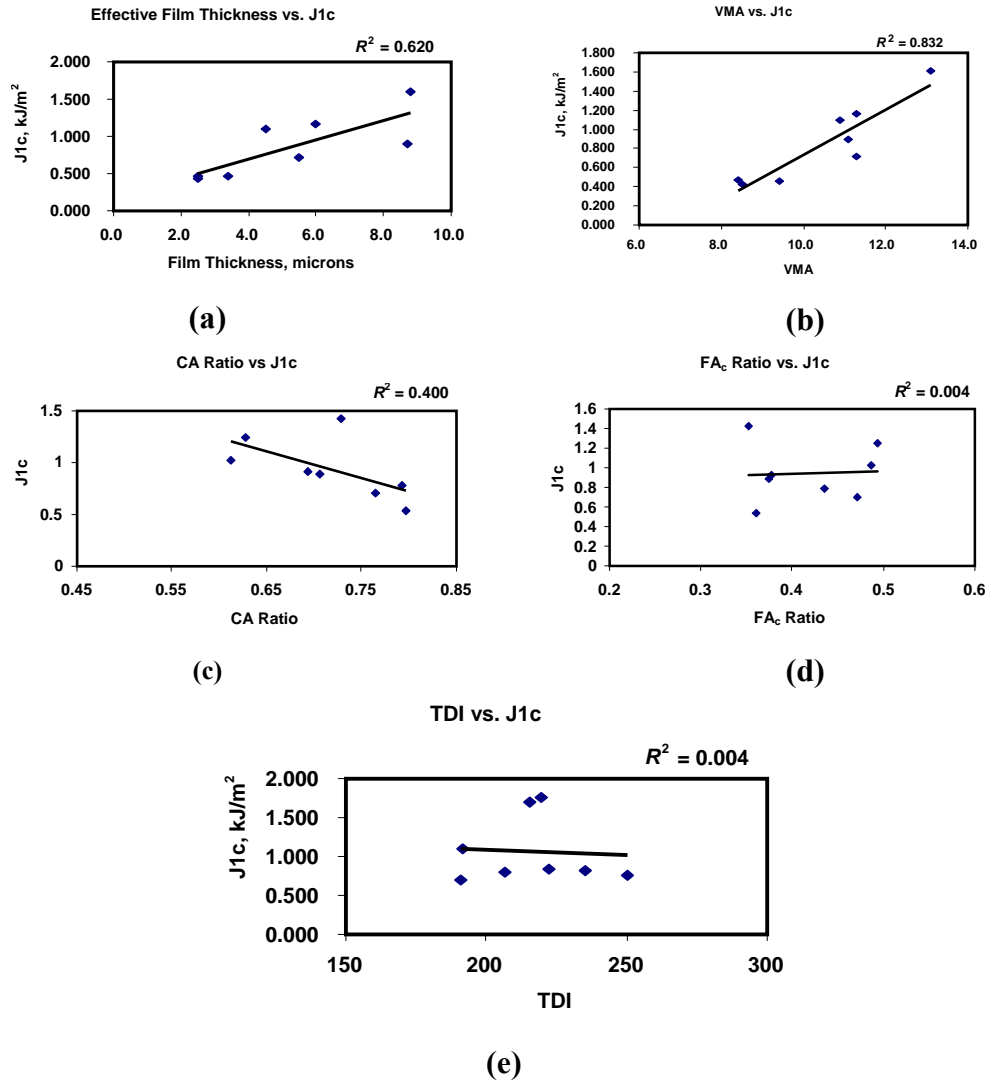 Effective Film Thickness vs. J1c
R² = 0.620
J1c, kJ/m²
2.000
1.500
1.000
0.500
0.000
0.0 2.0 4.0 6.0 8.0 10.0
Film Thickness, microns
(a)
VMA vs. J1c
R² = 0.832
J1c, kJ/m²
1.800
1.600
1.400
1.200
1.000
0.800
0.600
0.400
0.200
0.000
6.0 8.0 10.0 12.0 14.0
VMA
(b)
CA Ratio vs J1c
R² = 0.400
J1c
1.5
1
0.5
0
0.45 0.55 0.65 0.75 0.85
CA Ratio
(c)
FAc Ratio vs. J1c
R² = 0.004
J1c
1.6
1.4
1.2
1
0.8
0.6
0.4
0.2
0
0.2 0.3 0.4 0.5 0.6
FAc Ratio
(d)
TDI vs. J1c
R² = 0.004
J1c, kJ/m²
2.000
1.500
1.000
0.500
0.000
150 200 250 300
TDI
(e)